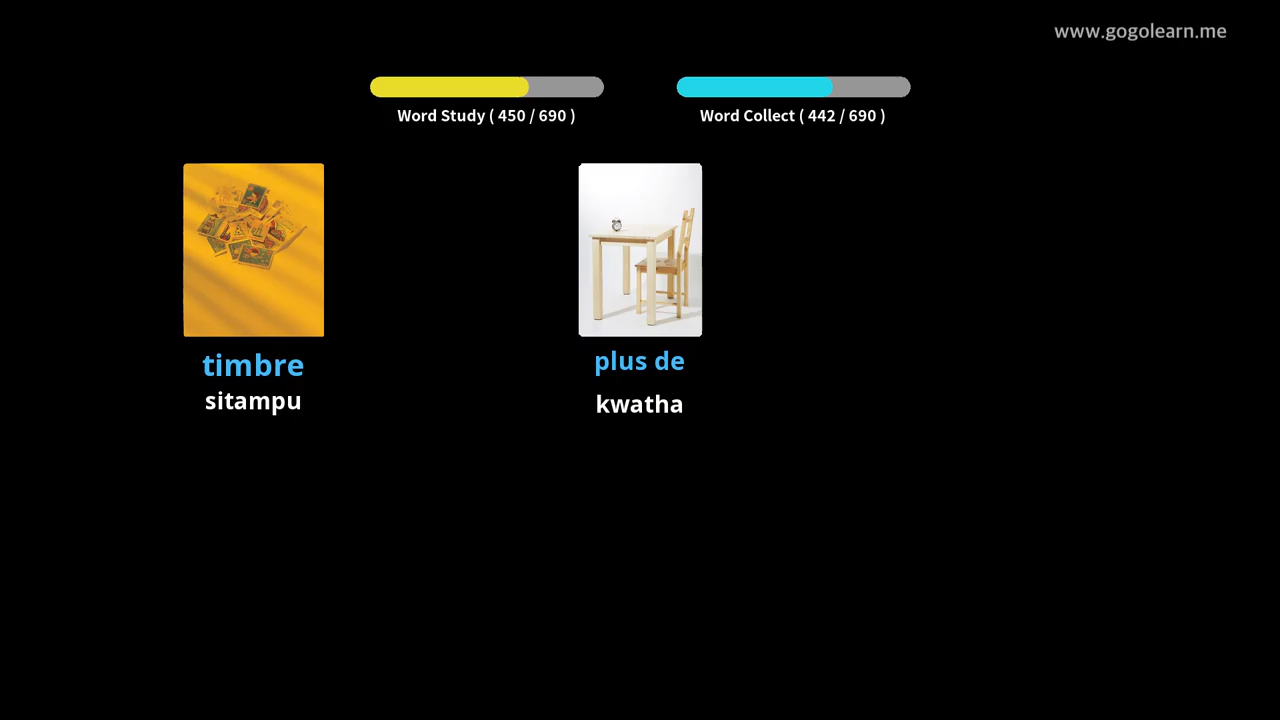 www.gogolearn.me
Word Study ( 450 / 690 )
Word Collect ( 442 / 690 )
timbre
sitampu
plus de
kwatha